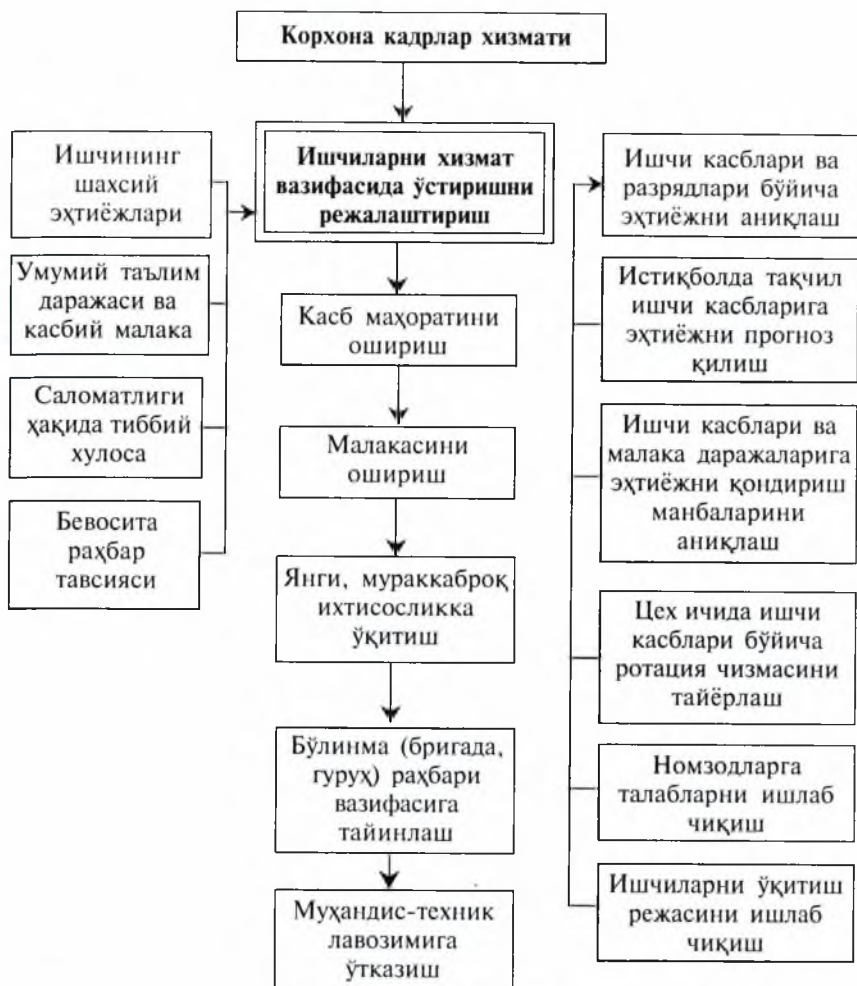 Корхона кадрлар хизмати
Ишчиларни хизмат
вазифасида ўстиришни
режалаштириш
Ишчининг
шахсий
эҳтиёжлари
Умумий таълим
даражаси ва
касбий малака
Саломатлиги
ҳақида тиббий
хулоса
Бевосита
раҳбар
тавсияси
Касб маҳоратини
ошириш
Малакасини
ошириш
Янги, мураккаброқ
ихтисосликка
ўқитиш
Бўлинма (бригада,
гуруҳ) раҳбари
вазифасига
тайинлаш
Муҳандис-техник
лавозимига
ўтказиш
Ишчи касблари ва
разрядлари бўйича
эҳтиёжни аниқлаш
Истиқболда тақчил
ишчи касбларига
эҳтиёжни прогноз
қилиш
Ишчи касблари ва
малака даражаларига
эҳтиёжни қондириш
манбаларини
аниқлаш
Цех ичида ишчи
касблари бўйича
ротация чизмасини
тайёрлаш
Номзодларга
талабларни ишлаб
чиқиш
Ишчиларни ўқитиш
режасини ишлаб
чиқиш